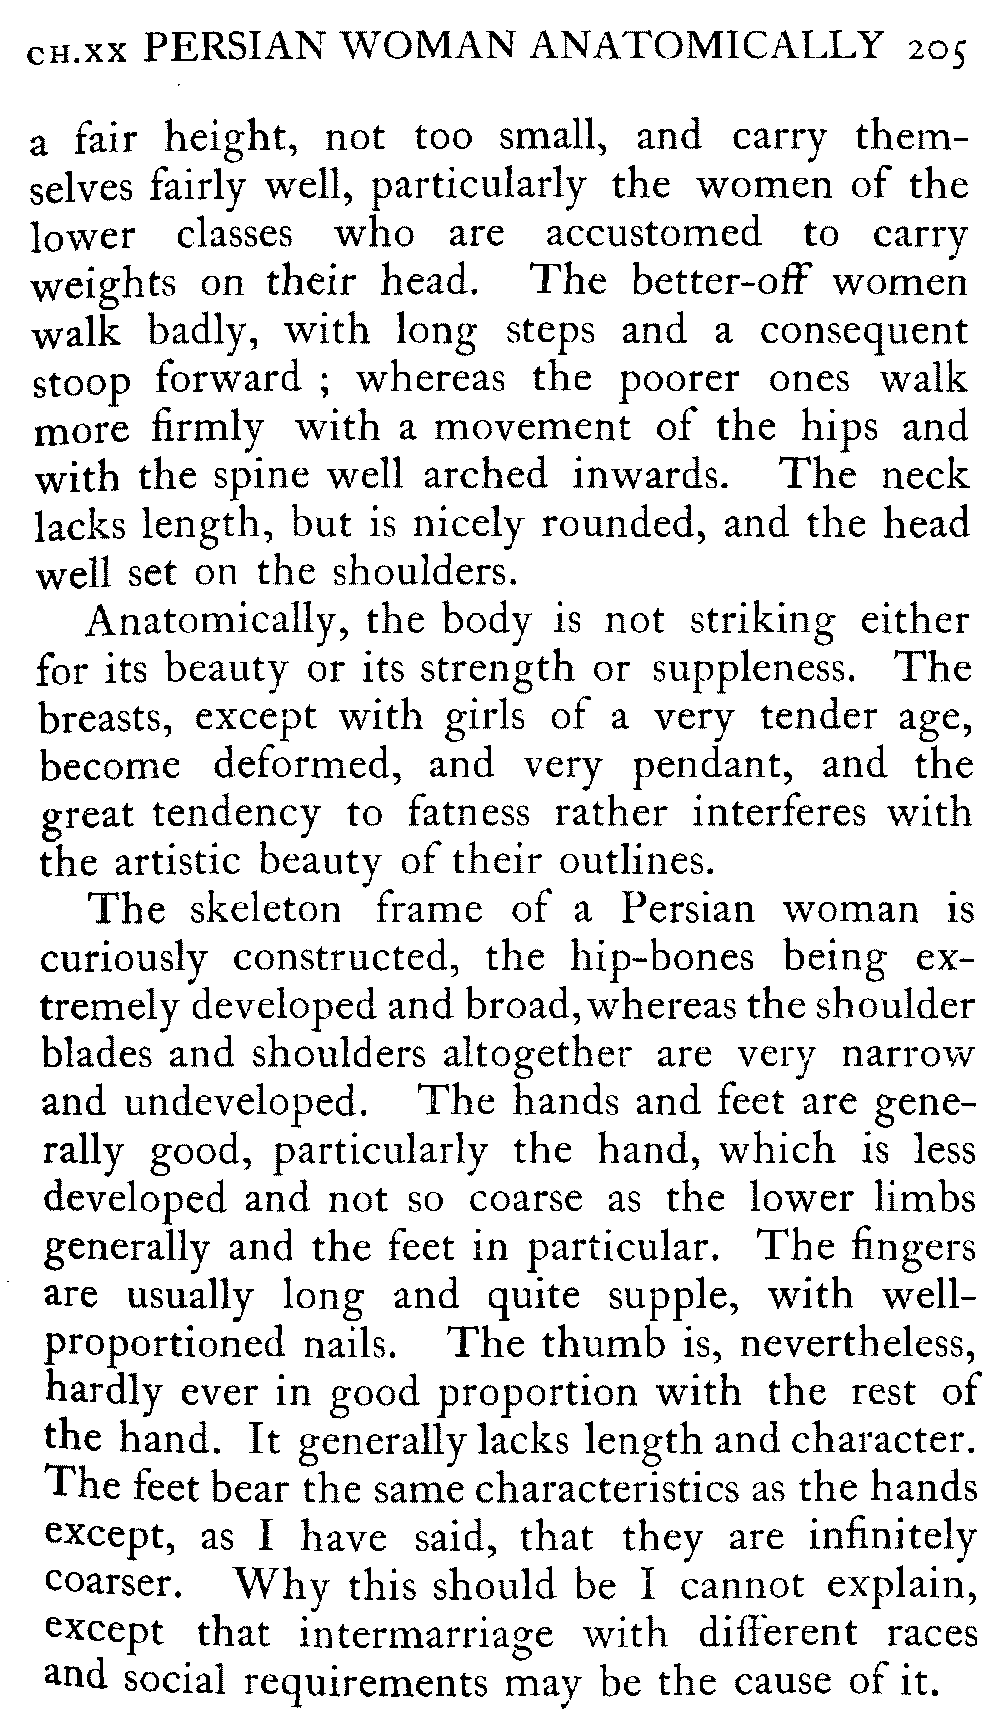 CH.XX PERSIAN WOMAN ANATOMICALLY 205
a fair height, not too small, and carry them-
selves fairly well, particularly the women of the
lower classes who are accustomed to carry
weights on their head. The better-off women
walk badly, with long steps and a consequent
stoop forward ; whereas the poorer ones walk
more firmly with a movement of the hips and
with the spine well arched inwards. The neck
lacks length, but is nicely rounded, and the head
well set on the shoulders.
Anatomically, the body is not striking either
for its beauty or its strength or suppleness. The
breasts, except with girls of a very tender age,
become deformed, and very pendant, and the
great tendency to fatness rather interferes with
the artistic beauty of their outlines.
The skeleton frame of a Persian woman is
curiously constructed, the hip-bones being ex-
tremely developed and broad, whereas the shoulder
blades and shoulders altogether are very narrow
and undeveloped. The hands and feet are gene-
rally good, particularly the hand, which is less
developed and not so coarse as the lower limbs
generally and the feet in particular. The fingers
are usually long and quite supple, with well-
proportioned nails. The thumb is, nevertheless,
hardly ever in good proportion with the rest of
the hand. It generally lacks length and character.
The feet bear the same characteristics as the hands
except, as I have said, that they are infinitely
coarser. Why this should be I cannot explain,
except that intermarriage with different races
and social requirements may be the cause of it.